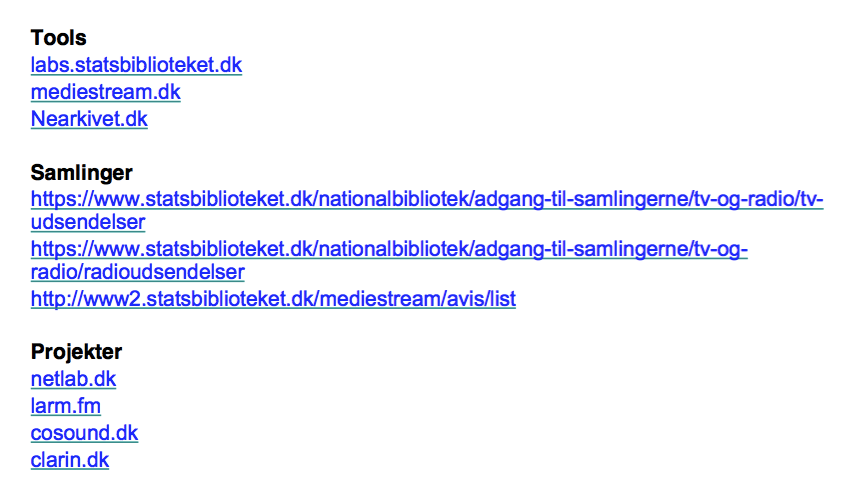 Tools
labs.statsbiblioteket.dk
mediestream.dk
Nearkivet.dk
Samlinger
https://www.statsbiblioteket.dk/nationalbibliotek/adgang-til-samlingerne/tv-og-radio/tv-
udsendelser
https://www.statsbiblioteket.dk/nationalbibliotek/adgang-til-samlingerne/tv-og-
radio/radioudsendelser
http://www2.statsbiblioteket.dk/mediestream/avis/list
Projekter
netlab.dk
larm.fm
cosound.dk
clarin.dk